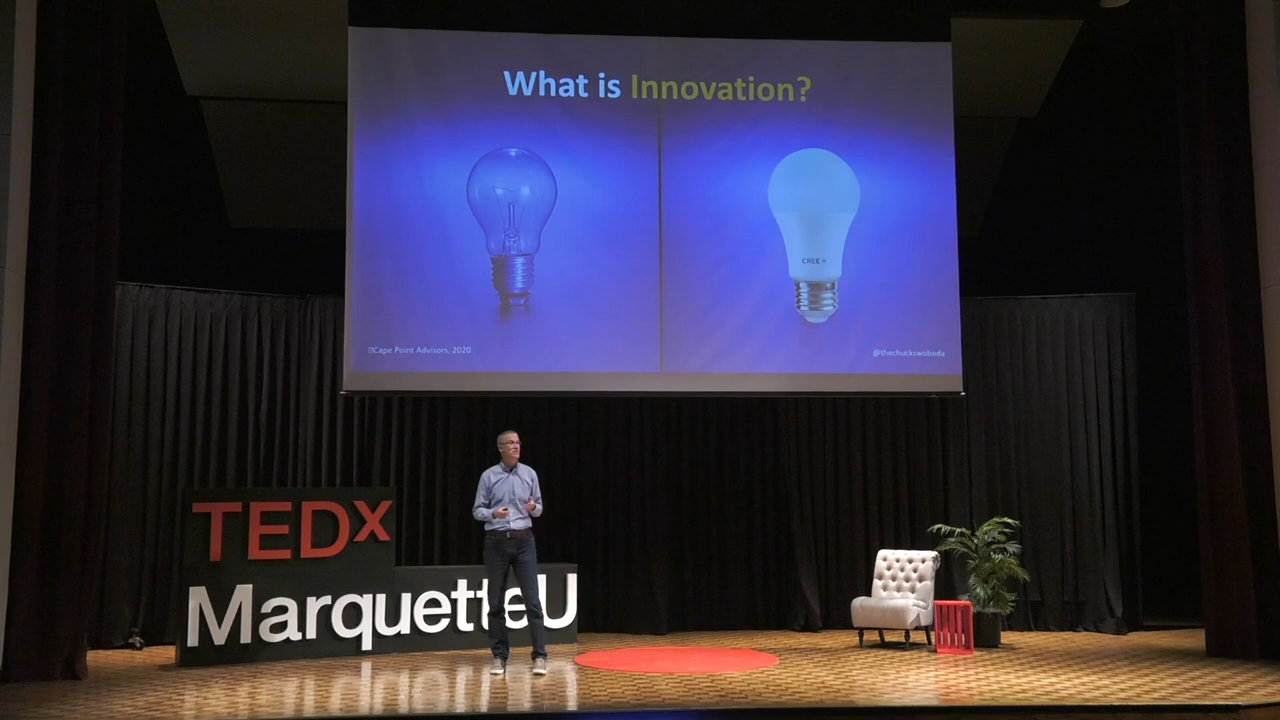 What is Innovation?
CREE
Cape Point Advisors, 2020
@thechuckswoboda
TEDx
MarquetteU